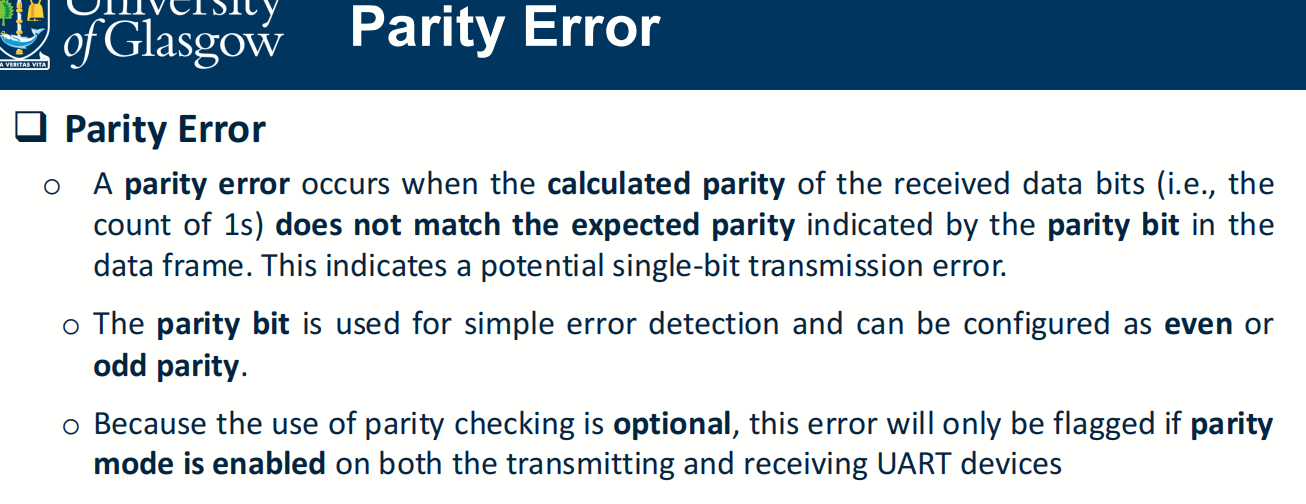 University
of Glasgow
VERITAS VITA
Parity Error
❑ Parity Error
o A parity error occurs when the calculated parity of the received data bits (i.e., the
count of 1s) does not match the expected parity indicated by the parity bit in the
data frame. This indicates a potential single-bit transmission error.
o The parity bit is used for simple error detection and can be configured as even or
odd parity.
o Because the use of parity checking is optional, this error will only be flagged if parity
mode is enabled on both the transmitting and receiving UART devices